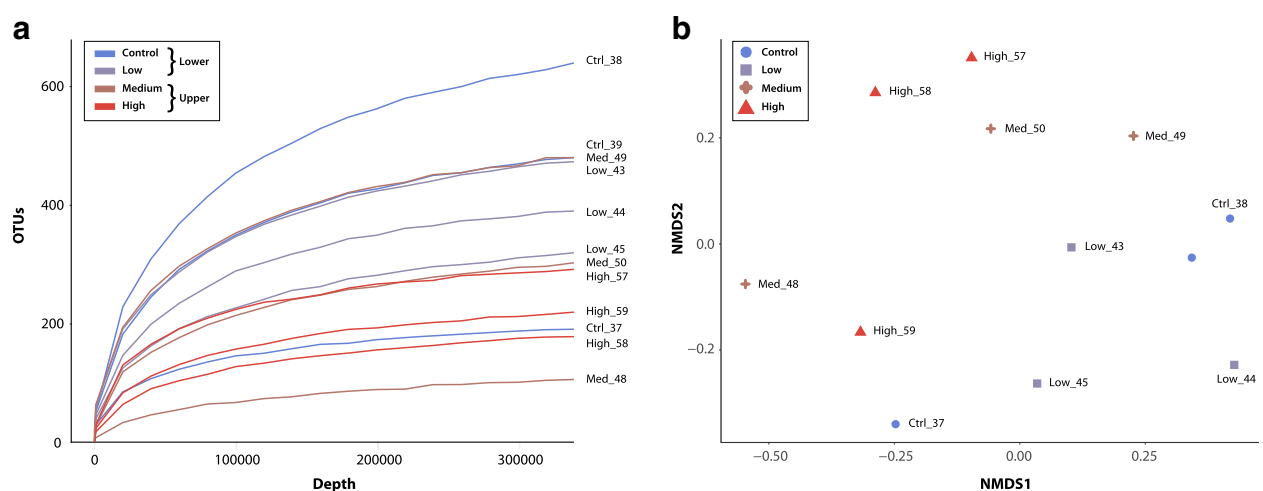 a
Control
Low
Medium
High
Lower
Upper
600
400
200
0
OTUs
0
100000
200000
300000
Depth
Ctrl_38
Ctrl_39
Med_49
Low_43
Low_44
Low_45
Med_50
High_57
High_59
Ctrl_37
High_58
Med_48
b
Control
Low
Medium
High
High_57
High_58
Med_50
Med_49
Ctrl_38
Low_43
Med_48
High_59
Low_45
Low_44
Ctrl_37
0.2
0.0
−0.2
NMDS2
−0.50
−0.25
0.00
0.25
NMDS1